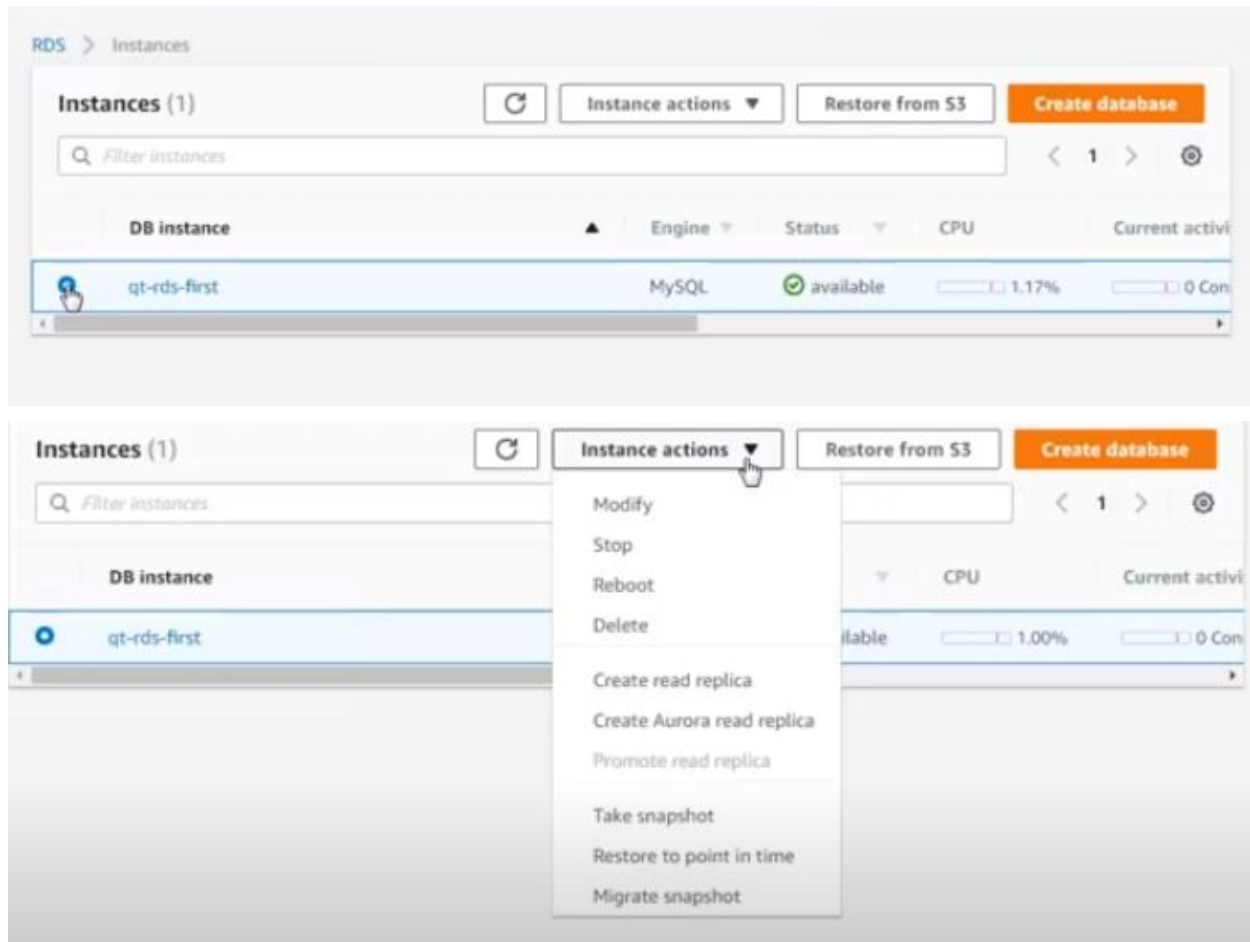 RDS > Instances
Instances (1) Instance actions Restore from S3 Create database
Filter instances < 1 >
DB instance Engine Status CPU Current activi
qt-rds-first MySQL available 1.17% 0 Con
Instances (1) Instance actions Restore from S3 Create database
Filter instances < 1 >
Modify
Stop
DB instance CPU Current activi
Reboot
Delete
qt-rds-first ilable 1.00% 0 Con
Create read replica
Create Aurora read replica
Promote read replica
Take snapshot
Restore to point in time
Migrate snapshot